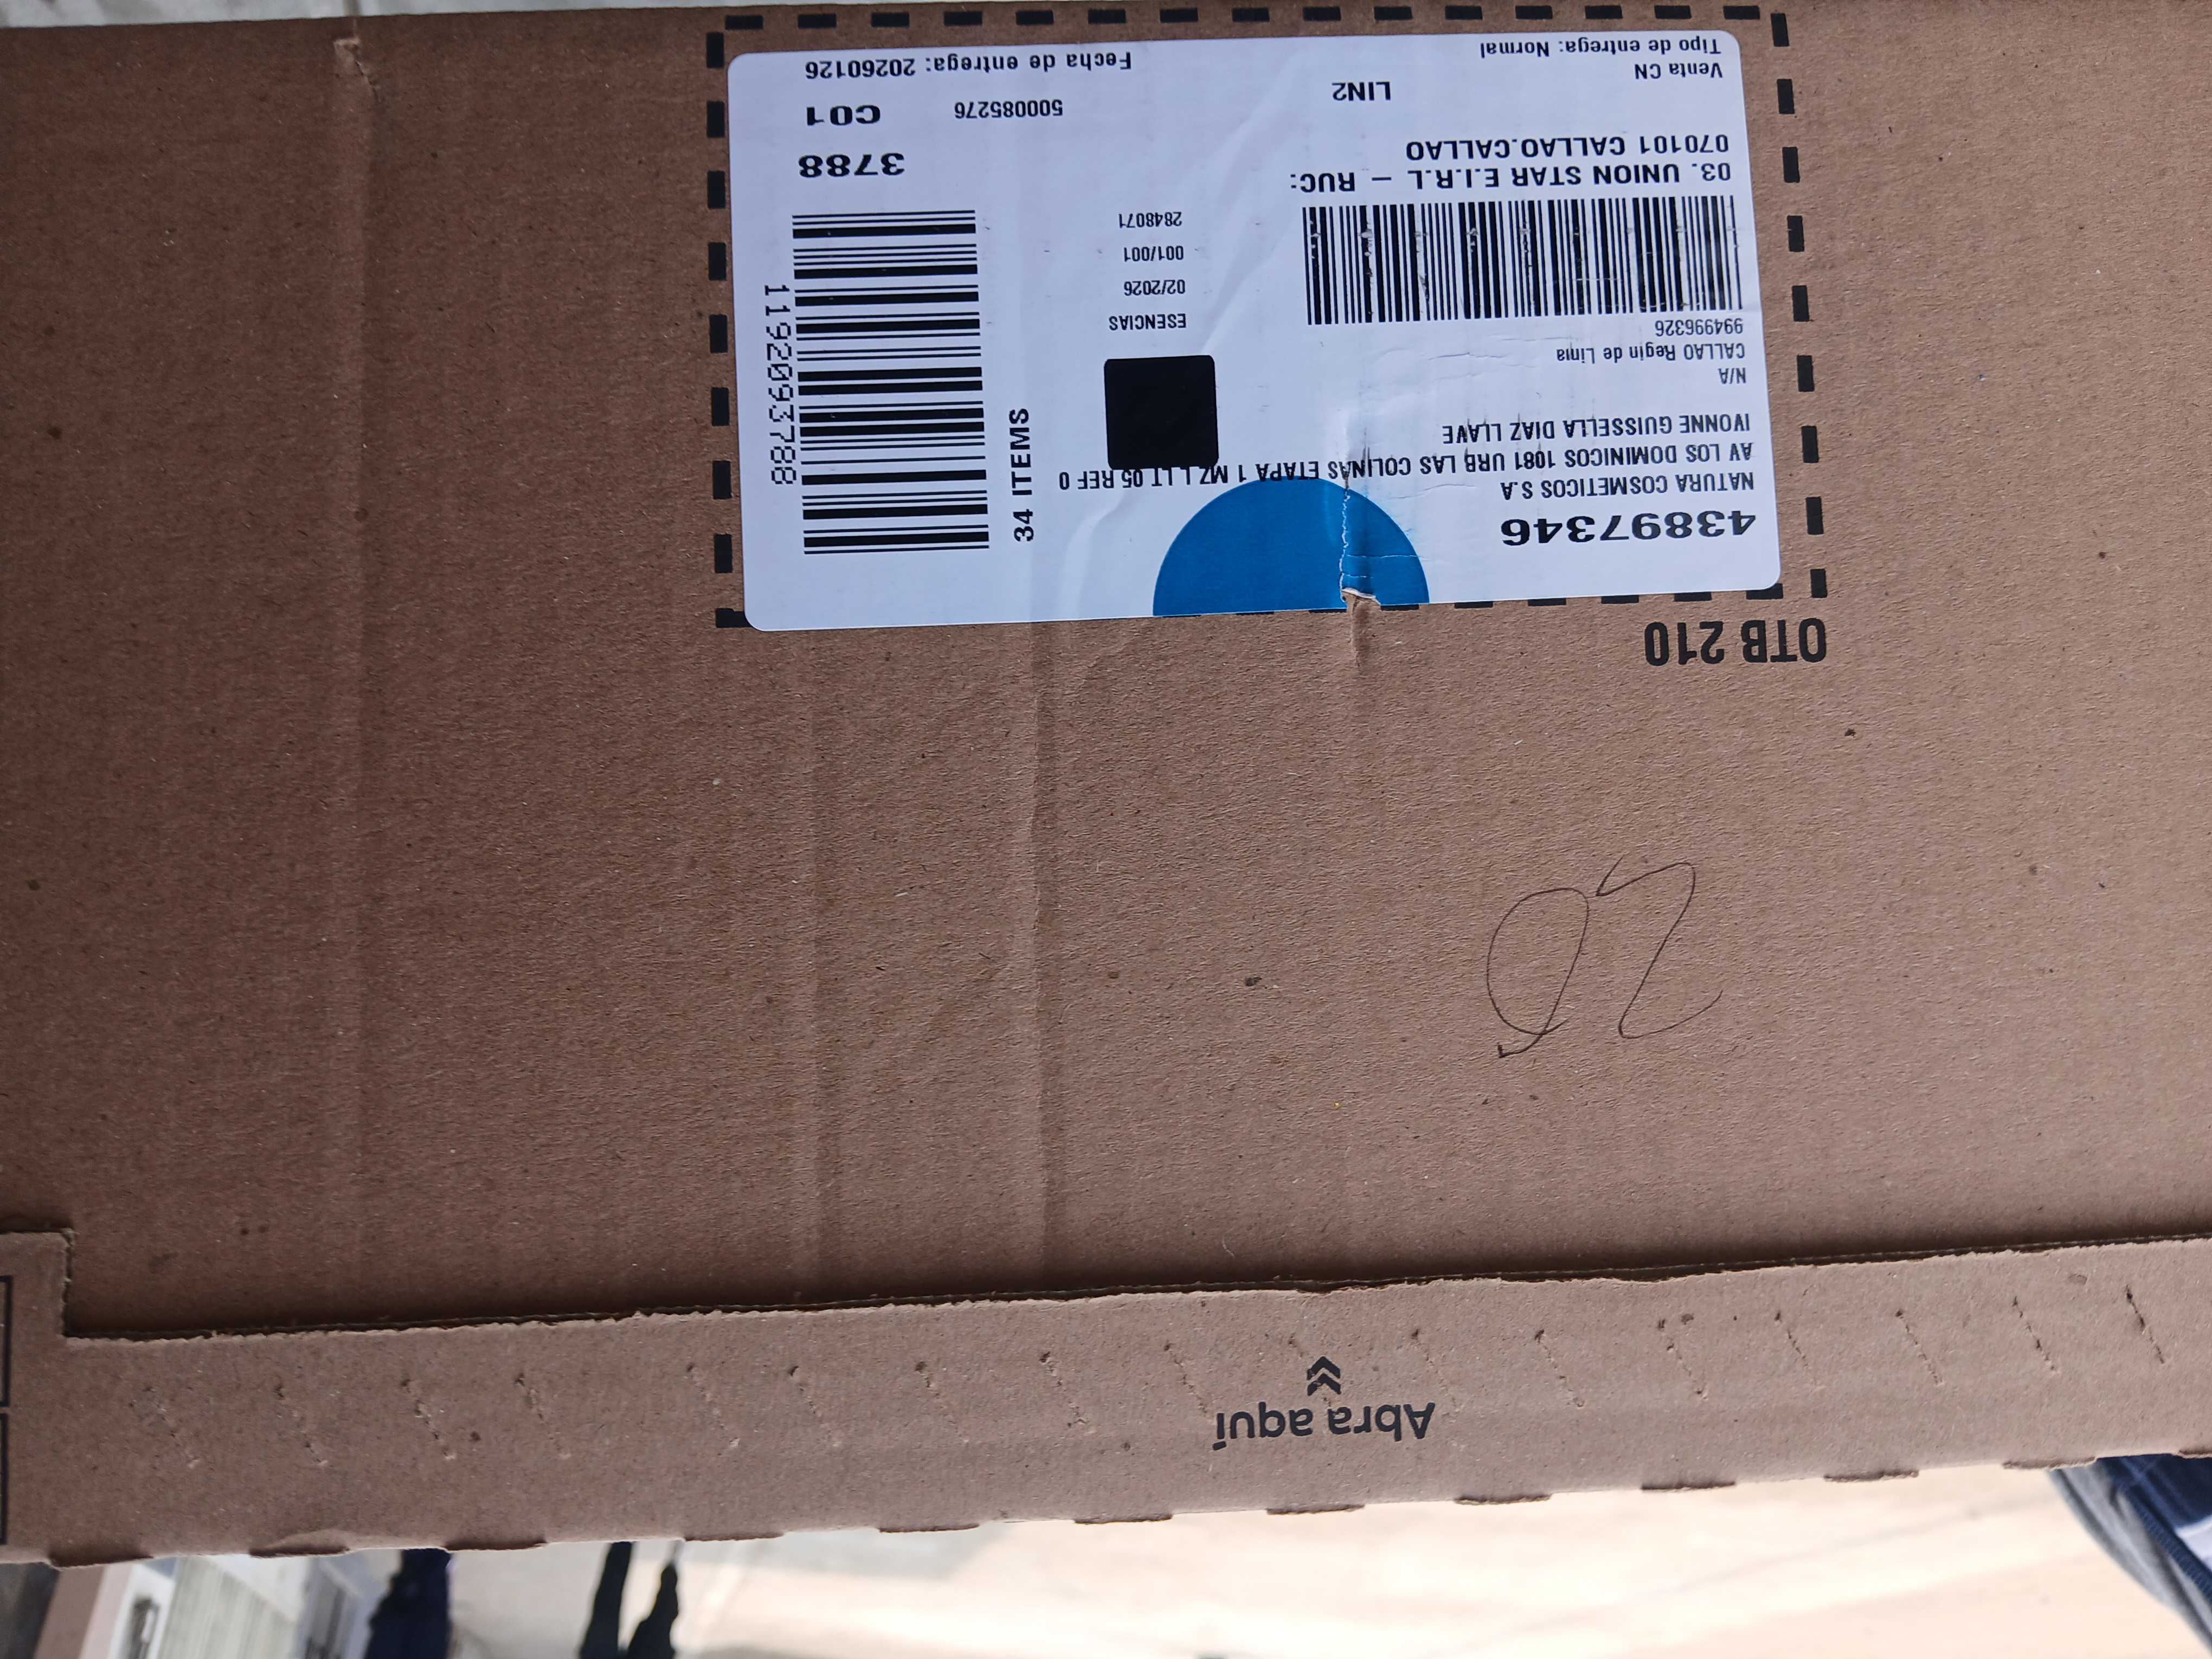 OTB 210
43897346
NATURA COSMETICOS S.A
AV LOS DOMINICOS 1081 URB LAS COLINAS ETAPA 1 MZ L LT 05 REF 0
IVONNE GUISSELLA DIAZ LLAVE
N/A
CALLAO Regin de Lima
994996326
03. UNION STAR E.I.R.L – RUC:
070101 CALLAO.CALLAO
LIN2
Venta CN
Tipo de entrega: Normal
ESENCIAS
02/2026
001/001
2848071
34 ITEMS
1192093788
3788
500085276
C01
Fecha de entrega: 20260126
20
Abra aquí